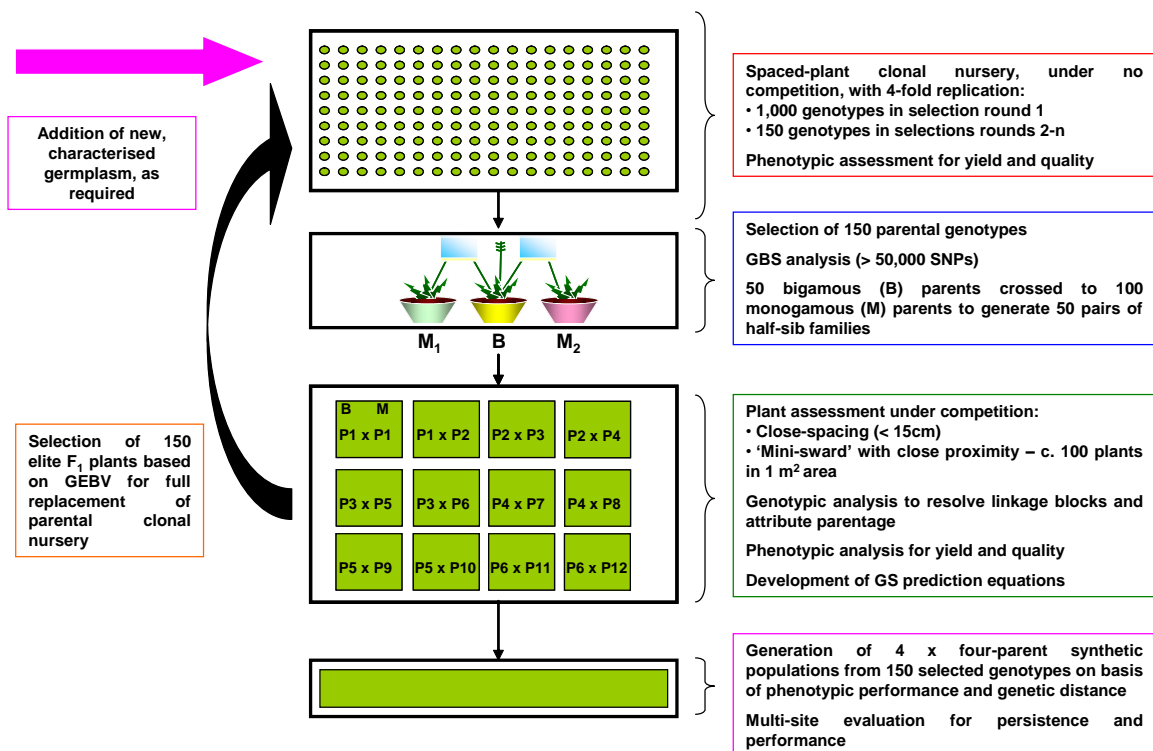 Addition of new,
characterised
germplasm, as
required
Spaced-plant clonal nursery, under no
competition, with 4-fold replication:
• 1,000 genotypes in selection round 1
• 150 genotypes in selections rounds 2-n
Phenotypic assessment for yield and quality
M1 B M2
Selection of 150 parental genotypes
GBS analysis (> 50,000 SNPs)
50 bigamous (B) parents crossed to 100
monogamous (M) parents to generate 50 pairs of
half-sib families
Selection of 150
elite F1 plants based
on GEBV for full
replacement of
parental clonal
nursery
B M
P1 x P1 P1 x P2 P2 x P3 P2 x P4
P3 x P5 P3 x P6 P4 x P7 P4 x P8
P5 x P9 P5 x P10 P6 x P11 P6 x P12
Plant assessment under competition:
• Close-spacing (< 15cm)
• ‘Mini-sward’ with close proximity – c. 100 plants
in 1 m2 area
Genotypic analysis to resolve linkage blocks and
attribute parentage
Phenotypic analysis for yield and quality
Development of GS prediction equations
Generation of 4 x four-parent synthetic
populations from 150 selected genotypes on basis
of phenotypic performance and genetic distance
Multi-site evaluation for persistence and
performance